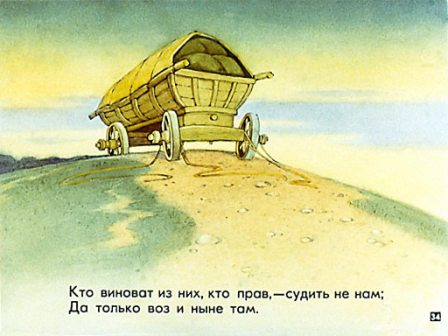 Кто виноват из них, кто прав,—судить не нам;
Да только воз и ныне там.
34